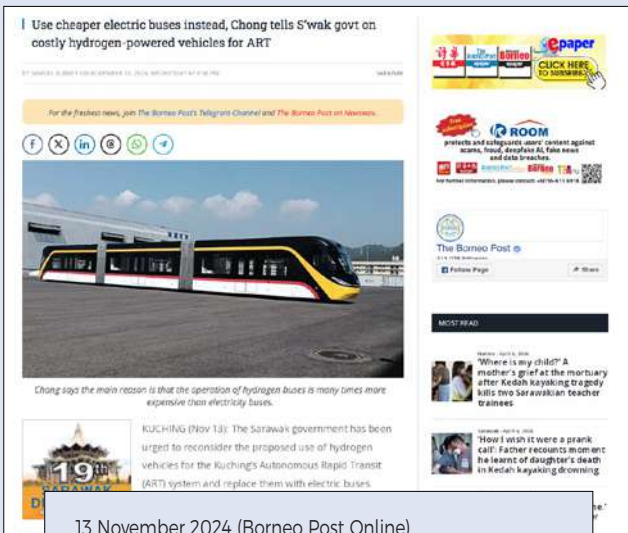 Use cheaper electric buses instead, Chong tells S'wak govt on
costly hydrogen-powered vehicles for ART
SARAWAK
For the freshest news, join The Borneo Post's Telegram Channel and The Borneo Post on Newswav.
Chong says the main reason is that the operation of hydrogen buses is many times more
expensive than electricity buses.
19th
SARAWAK
KUCHING (Nov 13): The Sarawak government has been
urged to reconsider the proposed use of hydrogen
vehicles for the Kuching's Autonomous Rapid Transit
(ART) system and replace them with electric buses.
13 November 2024 (Borneo Post Online)
epaper
CLICK HERE
TO SUBSCRIBE
Free
subscription
ROOM
protects and safeguards users' content against
scams, fraud, deepfake AI, fake news
and data breaches.
The Borneo Post
Follow Page
Share
MOST READ
'Where is my child?' A
mother's grief at the mortuary
after Kedah kayaking tragedy
kills two Sarawakian teacher
trainees
'How I wish it were a prank
call': Father recounts moment
he learnt of daughter's death
in Kedah kayaking drowning